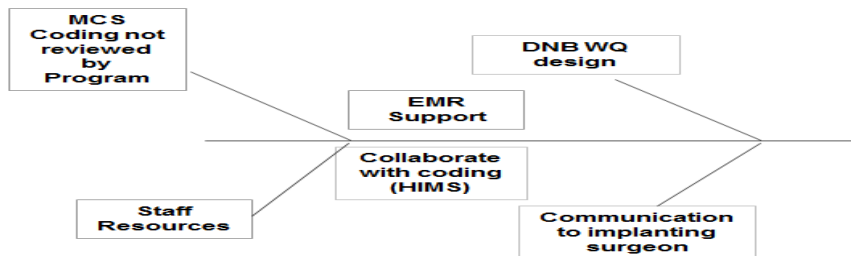 MCS
Coding not
reviewed
by
Program
DNB WQ
design
EMR
Support
Collaborate
with coding
(HIMS)
Staff
Resources
Communication
to implanting
surgeon